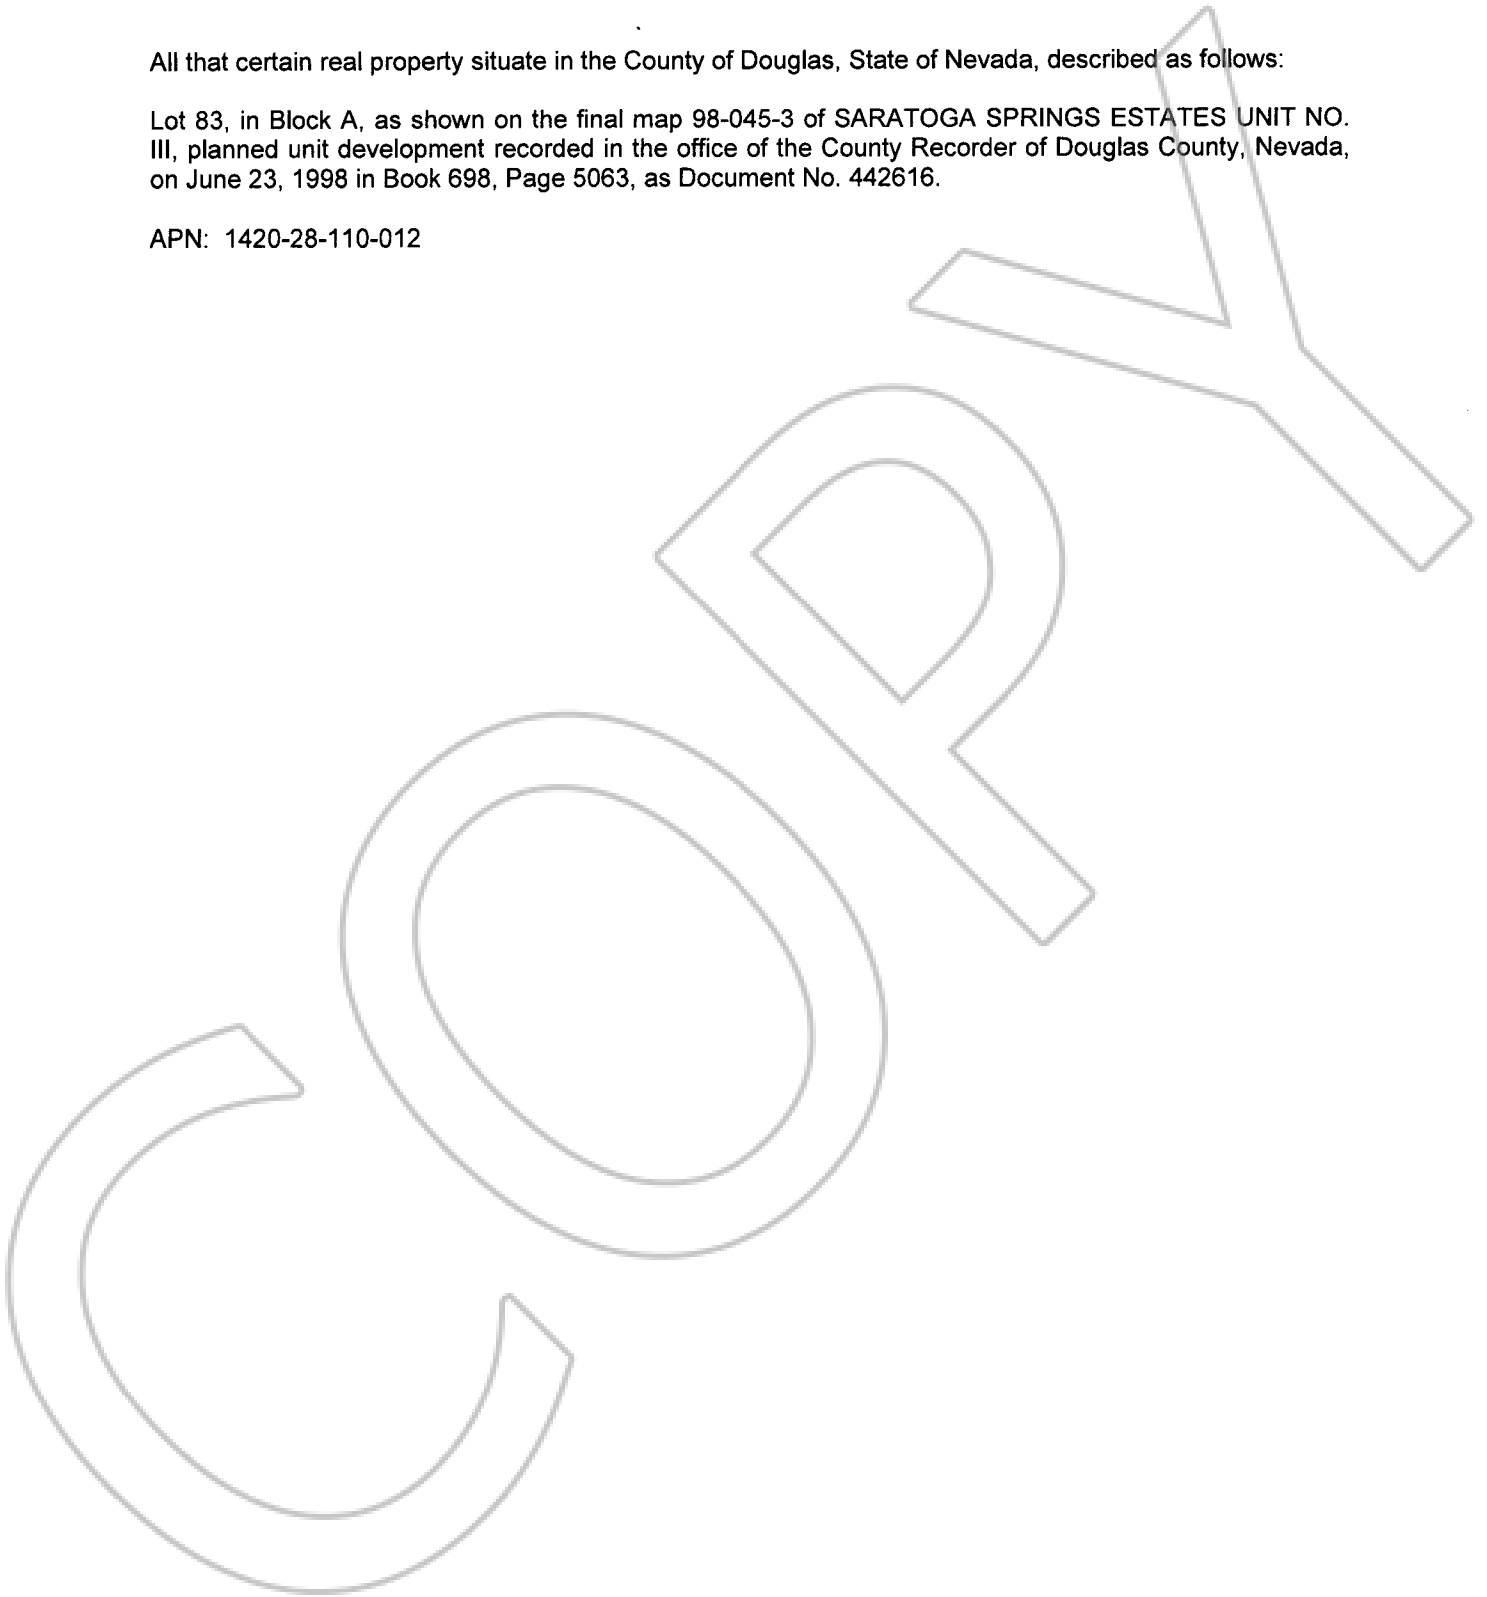 All that certain real property situate in the County of Douglas, State of Nevada, described as follows:
Lot 83, in Block A, as shown on the final map 98-045-3 of SARATOGA SPRINGS ESTATES UNIT NO.
III, planned unit development recorded in the office of the County Recorder of Douglas County, Nevada,
on June 23, 1998 in Book 698, Page 5063, as Document No. 442616.
APN: 1420-28-110-012
COPY